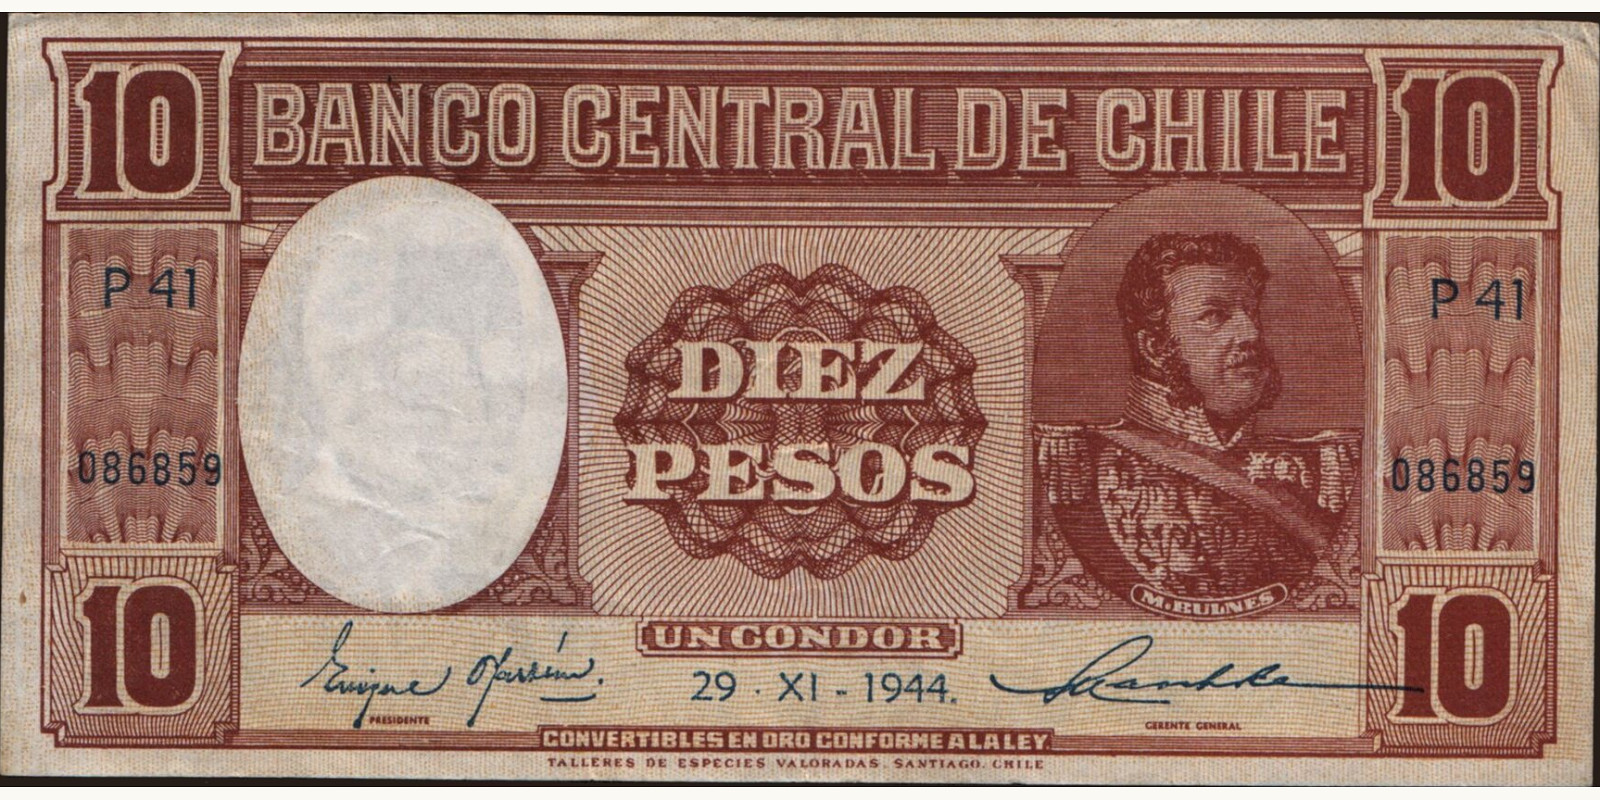 10 BANCO CENTRAL DE CHILE 10
P 41 P 41
DIEZ
PESOS
086859 086859
M. BULNES
10 UN CONDOR 10
29 · XI - 1944.
PRESIDENTE GERENTE GENERAL
CONVERTIBLES EN ORO CONFORME A LA LEY
TALLERES DE ESPECIES VALORADAS. SANTIAGO. CHILE